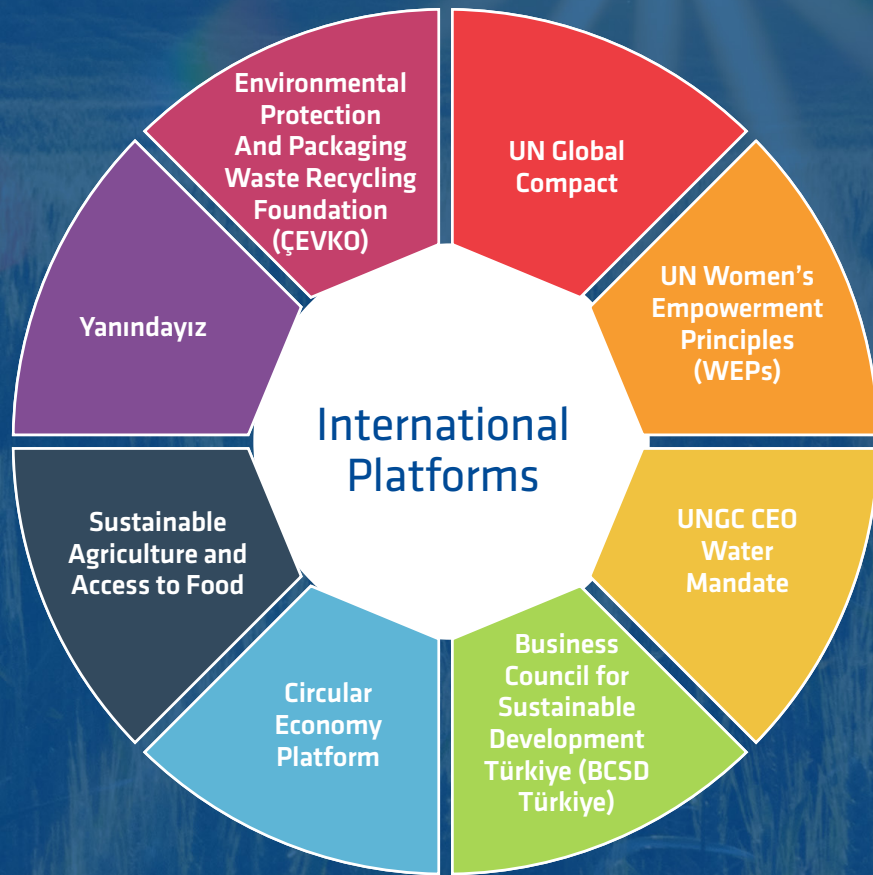 International
Platforms
UN Global
Compact
UN Women’s
Empowerment
Principles
(WEPs)
UNGC CEO
Water
Mandate
Business
Council for
Sustainable
Development
Türkiye (BCSD
Türkiye)
Circular
Economy
Platform
Sustainable
Agriculture and
Access to Food
Yanındayız
Environmental
Protection
And Packaging
Waste Recycling
Foundation
(ÇEVKO)